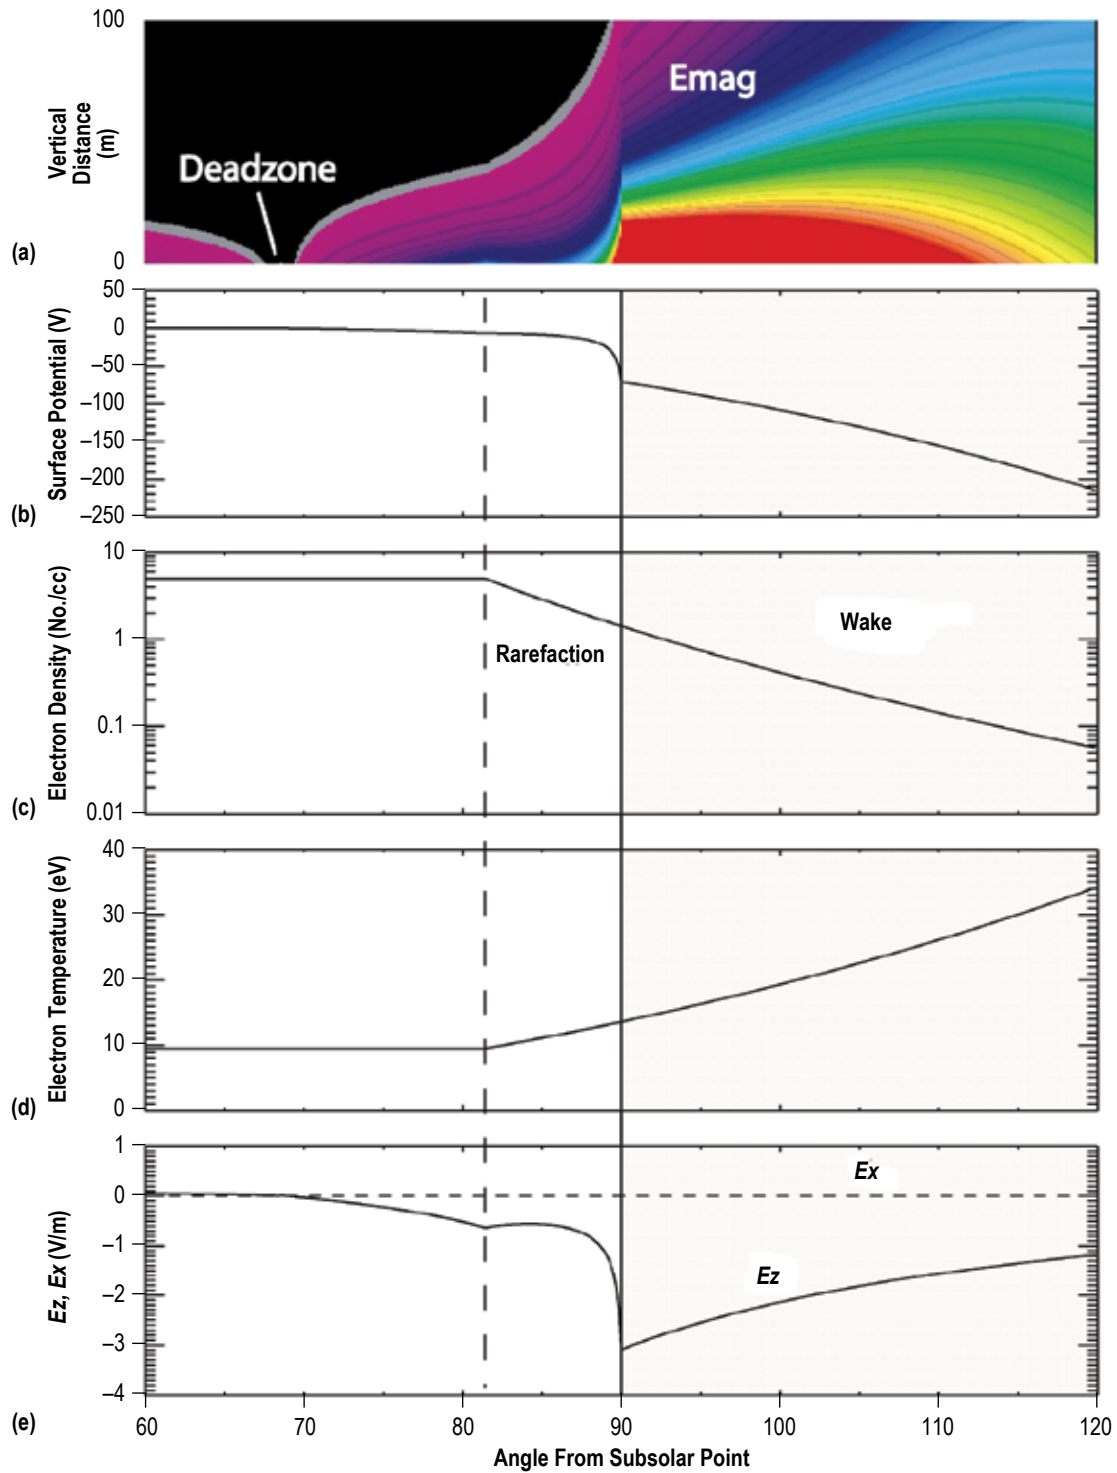 100
Vertical
Distance
(m)
Emag
Deadzone
(a)
0
50
0
–50
–100
–150
–200
–250
Surface Potential (V)
(b)
10
1
0.1
0.01
Electron Density (No./cc)
Rarefaction
Wake
(c)
40
30
20
10
0
Electron Temperature (eV)
(d)
1
0
–1
–2
–3
–4
Ez, Ex (V/m)
Ex
Ez
(e)
60 70 80 90 100 110 120
Angle From Subsolar Point